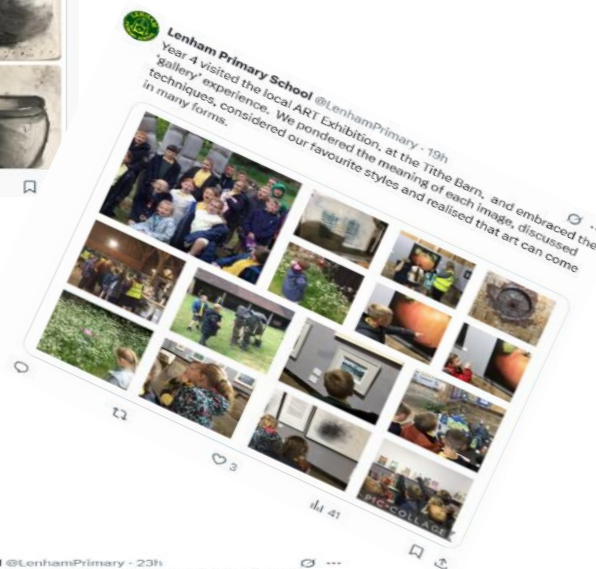 Lenham Primary School @LenhamPrimary · 19h
Year 4 visited the local ART Exhibition, at the Tithe Barn, and embraced the
'gallery' experience. We pondered the meaning of each image, discussed
techniques, considered our favourite styles and realised that art can come
in many forms.
PIC•COLLAGE
3
41
@LenhamPrimary · 23h